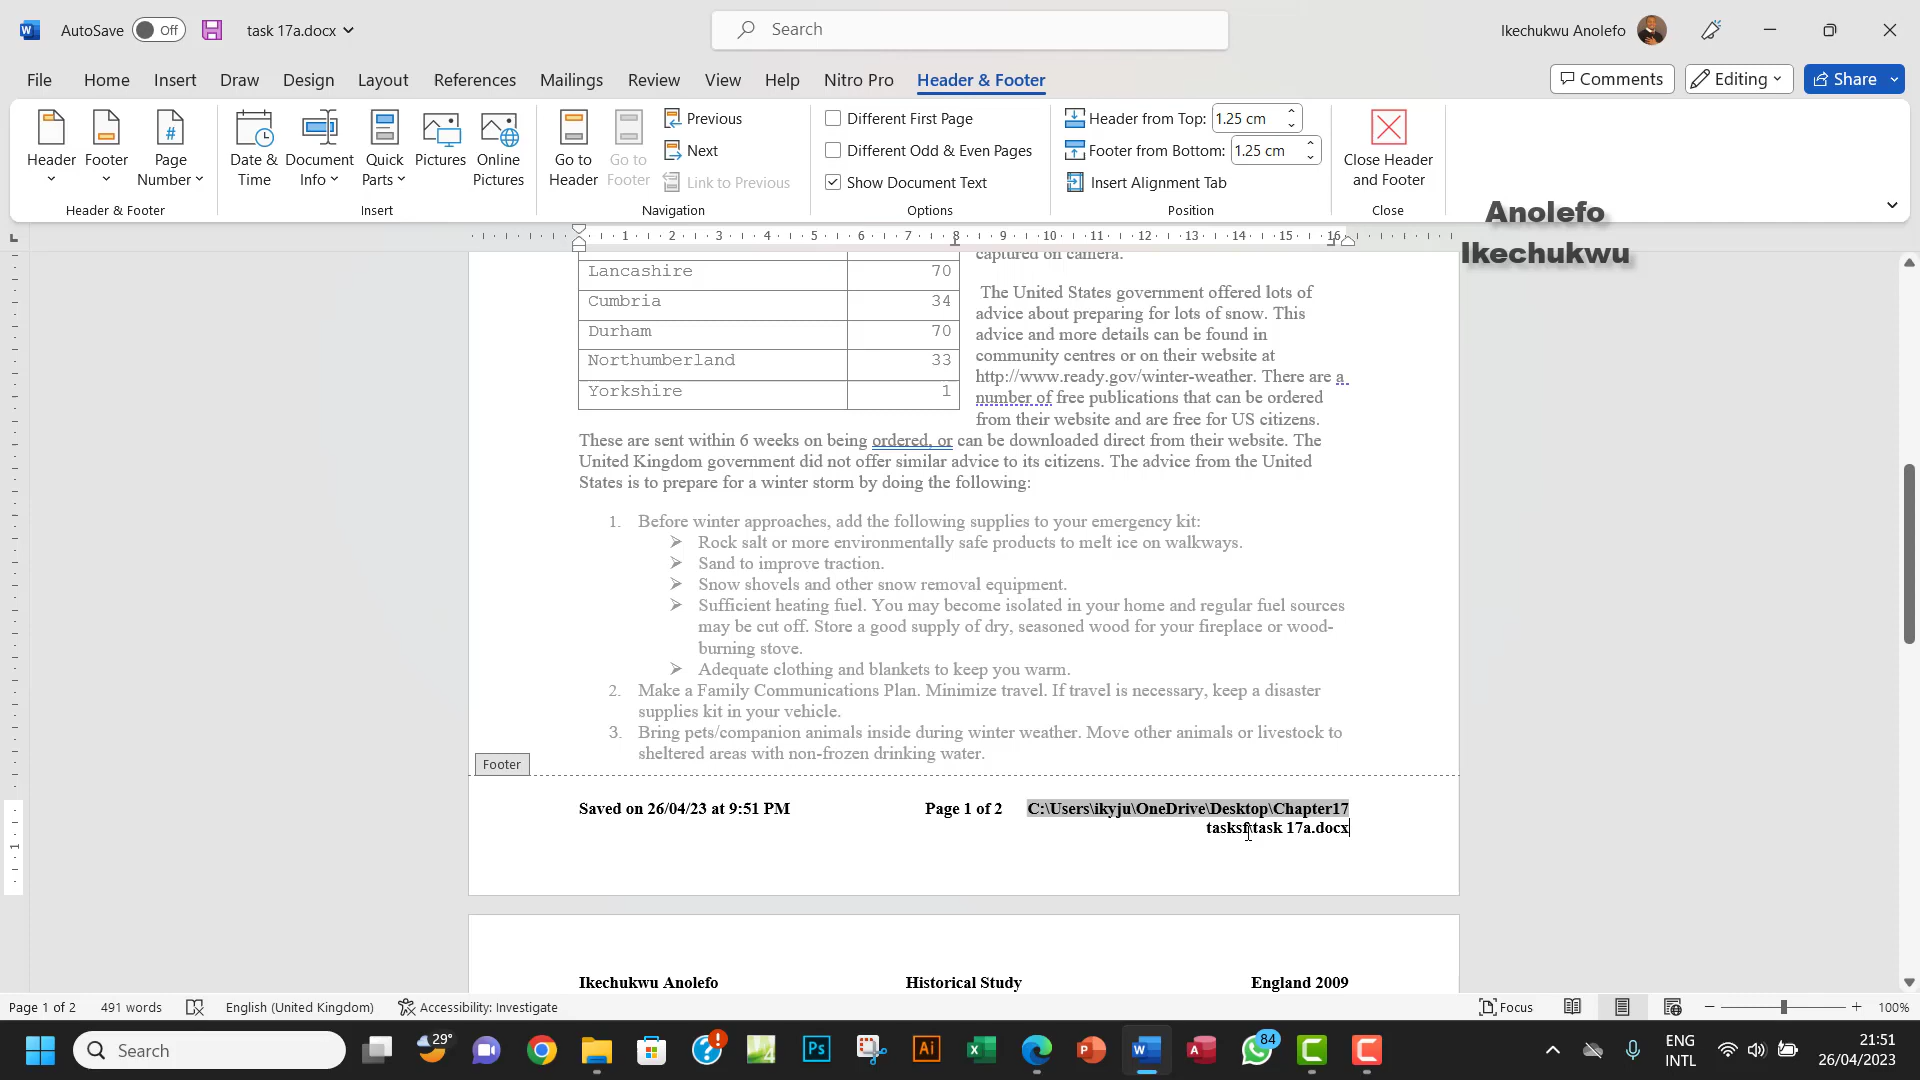 AutoSave Off task 17a.docx Search Ikechukwu Anolefo
File Home Insert Draw Design Layout References Mailings Review View Help Nitro Pro Header & Footer Comments Editing Share
Header Footer Page Number
Header & Footer
Date & Time Document Info Quick Parts Pictures Online Pictures
Insert
Go to Header Go to Footer Previous Next Link to Previous
Navigation
Different First Page
Different Odd & Even Pages
Show Document Text
Options
Header from Top: 1.25 cm
Footer from Bottom: 1.25 cm
Insert Alignment Tab
Position
Close Header and Footer
Close
Anolefo
Ikechukwu
1 2 3 4 5 6 7 8 9 10 11 12 13 14 15 16
captured on camera.
Lancashire 70
Cumbria 34
Durham 70
Northumberland 33
Yorkshire 1
The United States government offered lots of
advice about preparing for lots of snow. This
advice and more details can be found in
community centres or on their website at
http://www.ready.gov/winter-weather. There are a
number of free publications that can be ordered
from their website and are free for US citizens.
These are sent within 6 weeks on being ordered, or can be downloaded direct from their website. The
United Kingdom government did not offer similar advice to its citizens. The advice from the United
States is to prepare for a winter storm by doing the following:
1. Before winter approaches, add the following supplies to your emergency kit:
➢ Rock salt or more environmentally safe products to melt ice on walkways.
➢ Sand to improve traction.
➢ Snow shovels and other snow removal equipment.
➢ Sufficient heating fuel. You may become isolated in your home and regular fuel sources
may be cut off. Store a good supply of dry, seasoned wood for your fireplace or wood-
burning stove.
➢ Adequate clothing and blankets to keep you warm.
2. Make a Family Communications Plan. Minimize travel. If travel is necessary, keep a disaster
supplies kit in your vehicle.
3. Bring pets/companion animals inside during winter weather. Move other animals or livestock to
sheltered areas with non-frozen drinking water.
Footer
Saved on 26/04/23 at 9:51 PM Page 1 of 2 C:\Users\ikyju\OneDrive\Desktop\Chapter17
tasksf\task 17a.docx
Ikechukwu Anolefo Historical Study England 2009
Page 1 of 2 491 words English (United Kingdom) Accessibility: Investigate Focus 100%
Search 29° Ps Ai 84 ENG INTL 21:51 26/04/2023